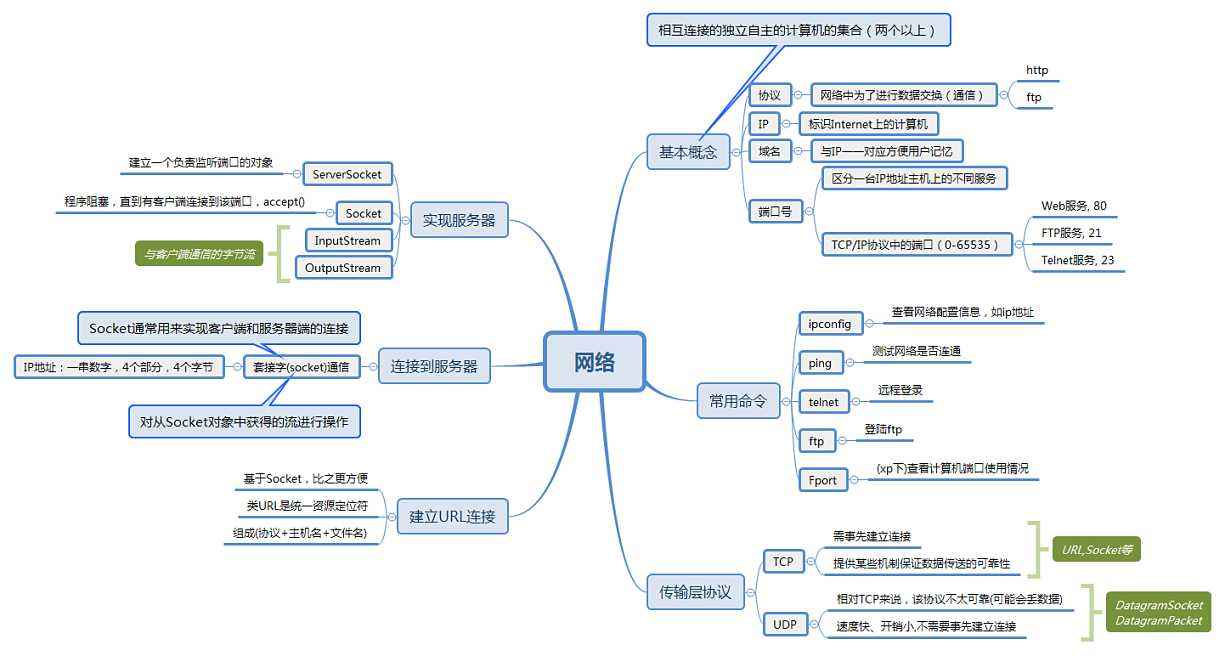 网络
基本概念
相互连接的独立自主的计算机的集合（两个以上）
协议
网络中为了进行数据交换（通信）
http
ftp
IP
标识Internet上的计算机
域名
与IP一一对应方便用户记忆
端口号
区分一台IP地址主机上的不同服务
TCP/IP协议中的端口（0-65535）
Web服务, 80
FTP服务, 21
Telnet服务, 23
常用命令
ipconfig
查看网络配置信息，如ip地址
ping
测试网络是否连通
telnet
远程登录
ftp
登陆ftp
Fport
(xp下)查看计算机端口使用情况
传输层协议
TCP
需事先建立连接
提供某些机制保证数据传送的可靠性
URL,Socket等
UDP
相对TCP来说，该协议不太可靠(可能会丢数据)
速度快、开销小,不需要事先建立连接
DatagramSocket
DatagramPacket
实现服务器
ServerSocket
建立一个负责监听端口的对象
Socket
程序阻塞，直到有客户端连接到该端口，accept()
InputStream
OutputStream
与客户端通信的字节流
连接到服务器
套接字(socket)通信
Socket通常用来实现客户端和服务器端的连接
IP地址：一串数字，4个部分，4个字节
对从Socket对象中获得的流进行操作
建立URL连接
基于Socket，比之更方便
类URL是统一资源定位符
组成(协议+主机名+文件名)